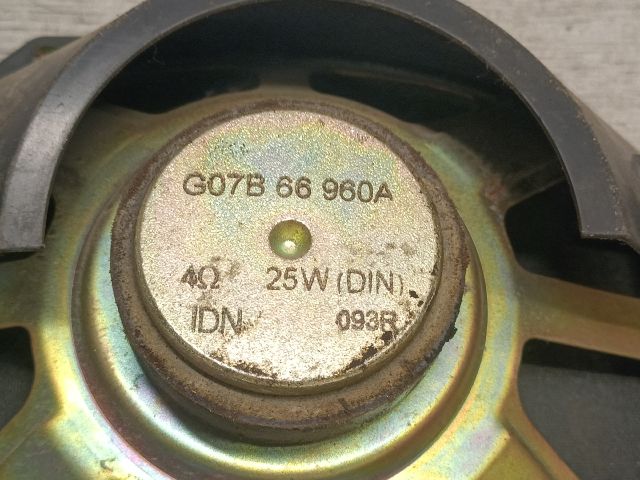 G07B 66 960A
4Ω 25W (DIN)
IDN 093R